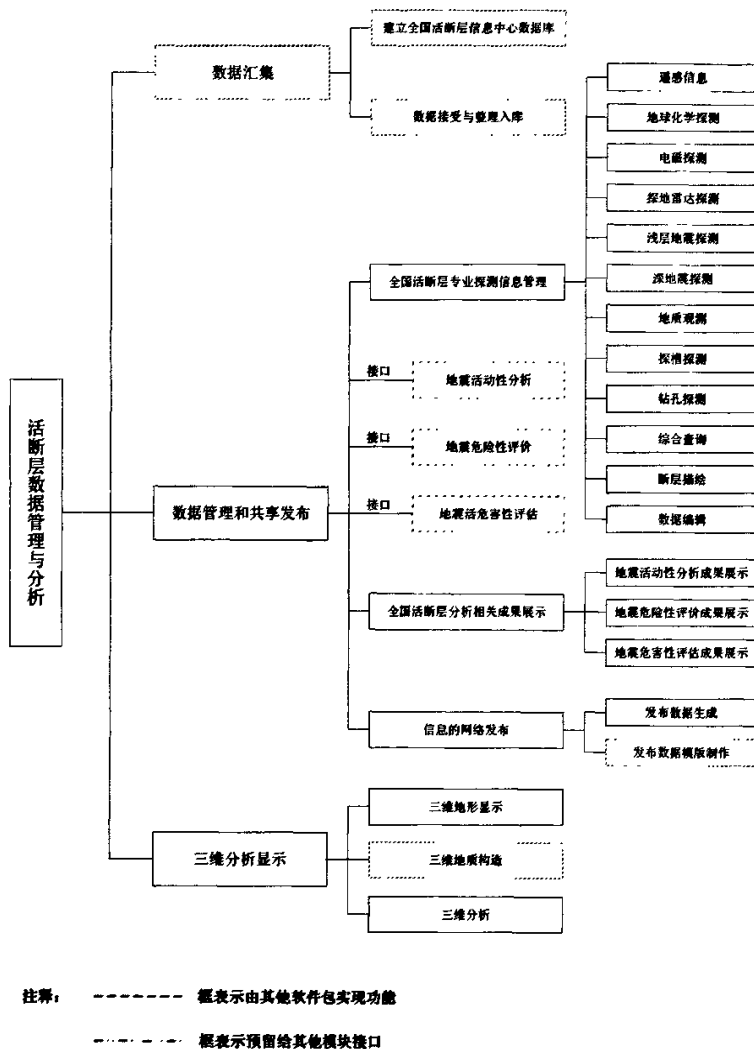 活断层数据管理与分析
数据汇集
建立全国活断层信息中心数据库
数据接受与整理入库
数据管理和共享发布
全国活断层专业探测信息管理
遥感信息
地球化学探测
电磁探测
探地雷达探测
浅层地震探测
深地震探测
地质观测
探槽探测
钻孔探测
综合查询
断层描绘
数据编辑
接口
地震活动性分析
接口
地震危险性评价
接口
地震活危害性评估
全国活断层分析相关成果展示
地震活动性分析成果展示
地震危险性评价成果展示
地震危害性评估成果展示
信息的网络发布
发布数据生成
发布数据模版制作
三维分析显示
三维地形显示
三维地质构造
三维分析
注释：
框表示由其他软件包实现功能
框表示预留给其他模块接口